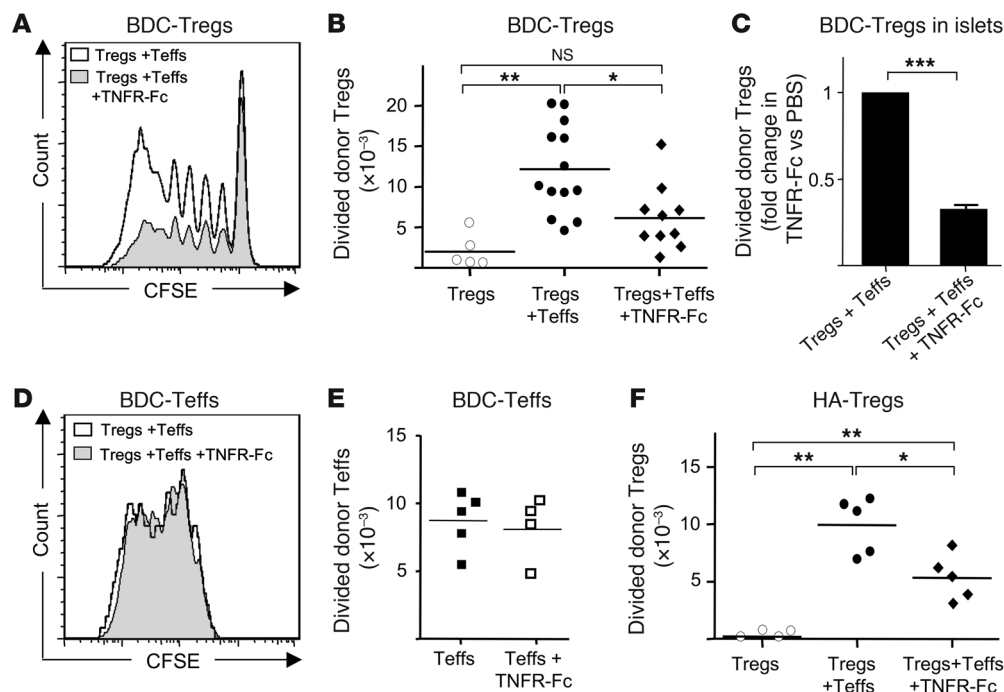 A
BDC-Tregs
Tregs +Teffs
Tregs +Teffs
+TNFR-Fc
Count
CFSE
B
BDC-Tregs
NS
**
*
Divided donor Tregs
(×10⁻³)
20
15
10
5
Tregs
Tregs
+Teffs
Tregs+Teffs
+TNFR-Fc
C
BDC-Tregs in islets
***
Divided donor Tregs
(fold change in
TNFR-Fc vs PBS)
1
0.5
Tregs + Teffs
Tregs + Teffs
+ TNFR-Fc
D
BDC-Teffs
Tregs +Teffs
Tregs +Teffs +TNFR-Fc
Count
CFSE
E
BDC-Teffs
Divided donor Teffs
(×10⁻³)
15
10
5
Teffs
Teffs +
TNFR-Fc
F
HA-Tregs
**
**
*
Divided donor Tregs
(×10⁻³)
15
10
5
Tregs
Tregs
+Teffs
Tregs+Teffs
+TNFR-Fc